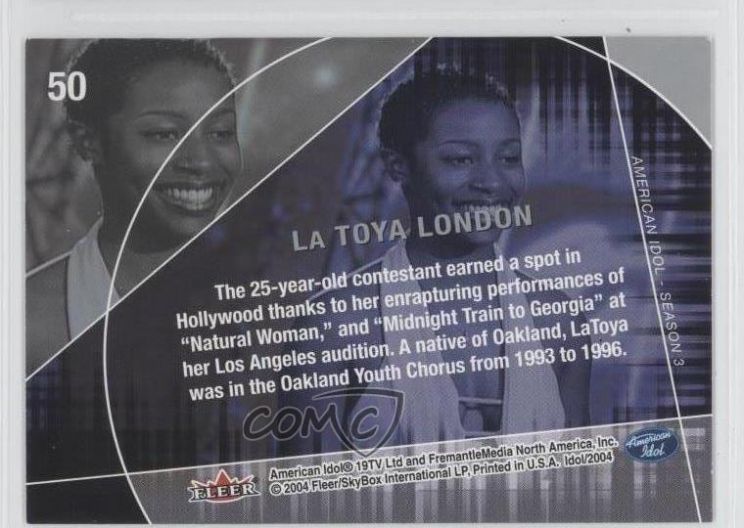 50
LA TOYA LONDON
The 25-year-old contestant earned a spot in
Hollywood thanks to her enrapturing performances of
“Natural Woman,” and “Midnight Train to Georgia” at
her Los Angeles audition. A native of Oakland, LaToya
was in the Oakland Youth Chorus from 1993 to 1996.
AMERICAN IDOL - SEASON 3
COMC
FLEER
American Idol® 19TV Ltd and FremantleMedia North America, Inc.
© 2004 Fleer/SkyBox International LP, Printed in U.S.A. Idol/2004
American
Idol